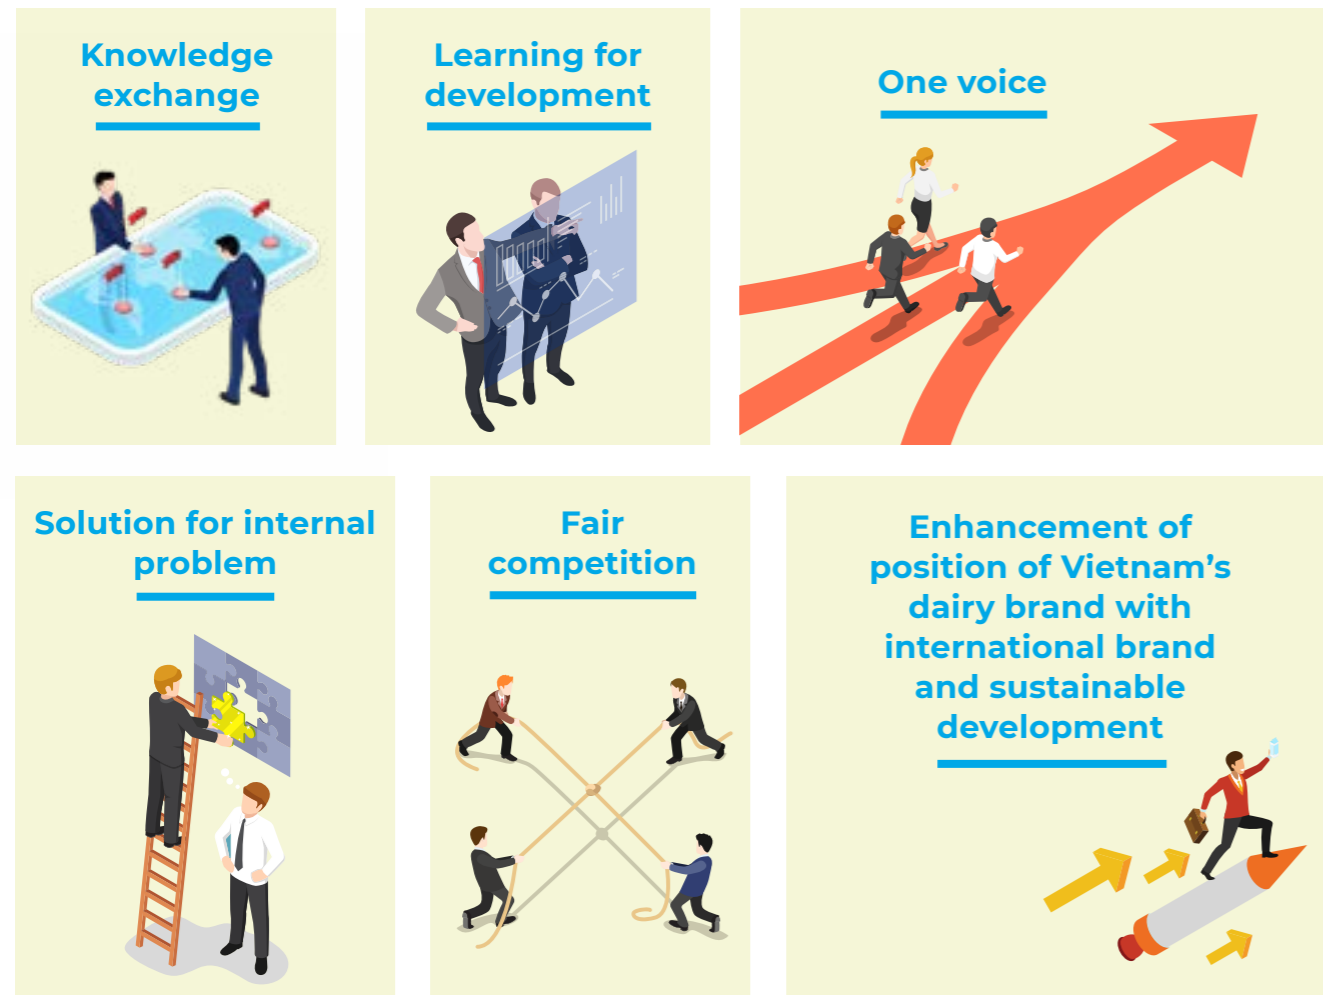 Knowledge
exchange
Learning for
development
One voice
Solution for internal
problem
Fair
competition
Enhancement of
position of Vietnam’s
dairy brand with
international brand
and sustainable
development